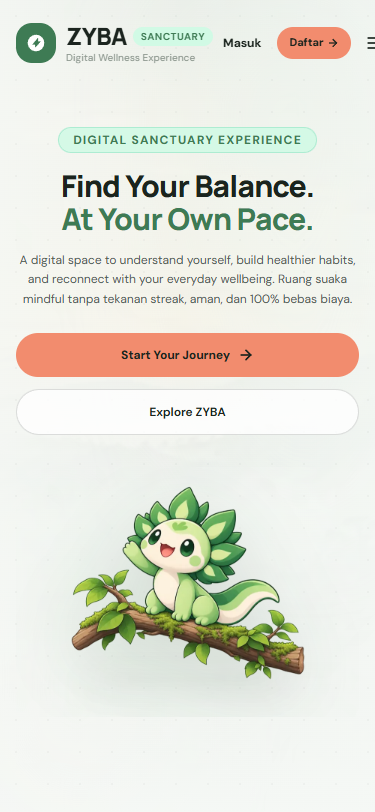 ZYBA SANCTUARY Masuk Daftar →
Digital Wellness Experience
DIGITAL SANCTUARY EXPERIENCE
Find Your Balance.
At Your Own Pace.
A digital space to understand yourself, build healthier habits,
and reconnect with your everyday wellbeing. Ruang suaka
mindful tanpa tekanan streak, aman, dan 100% bebas biaya.
Start Your Journey →
Explore ZYBA